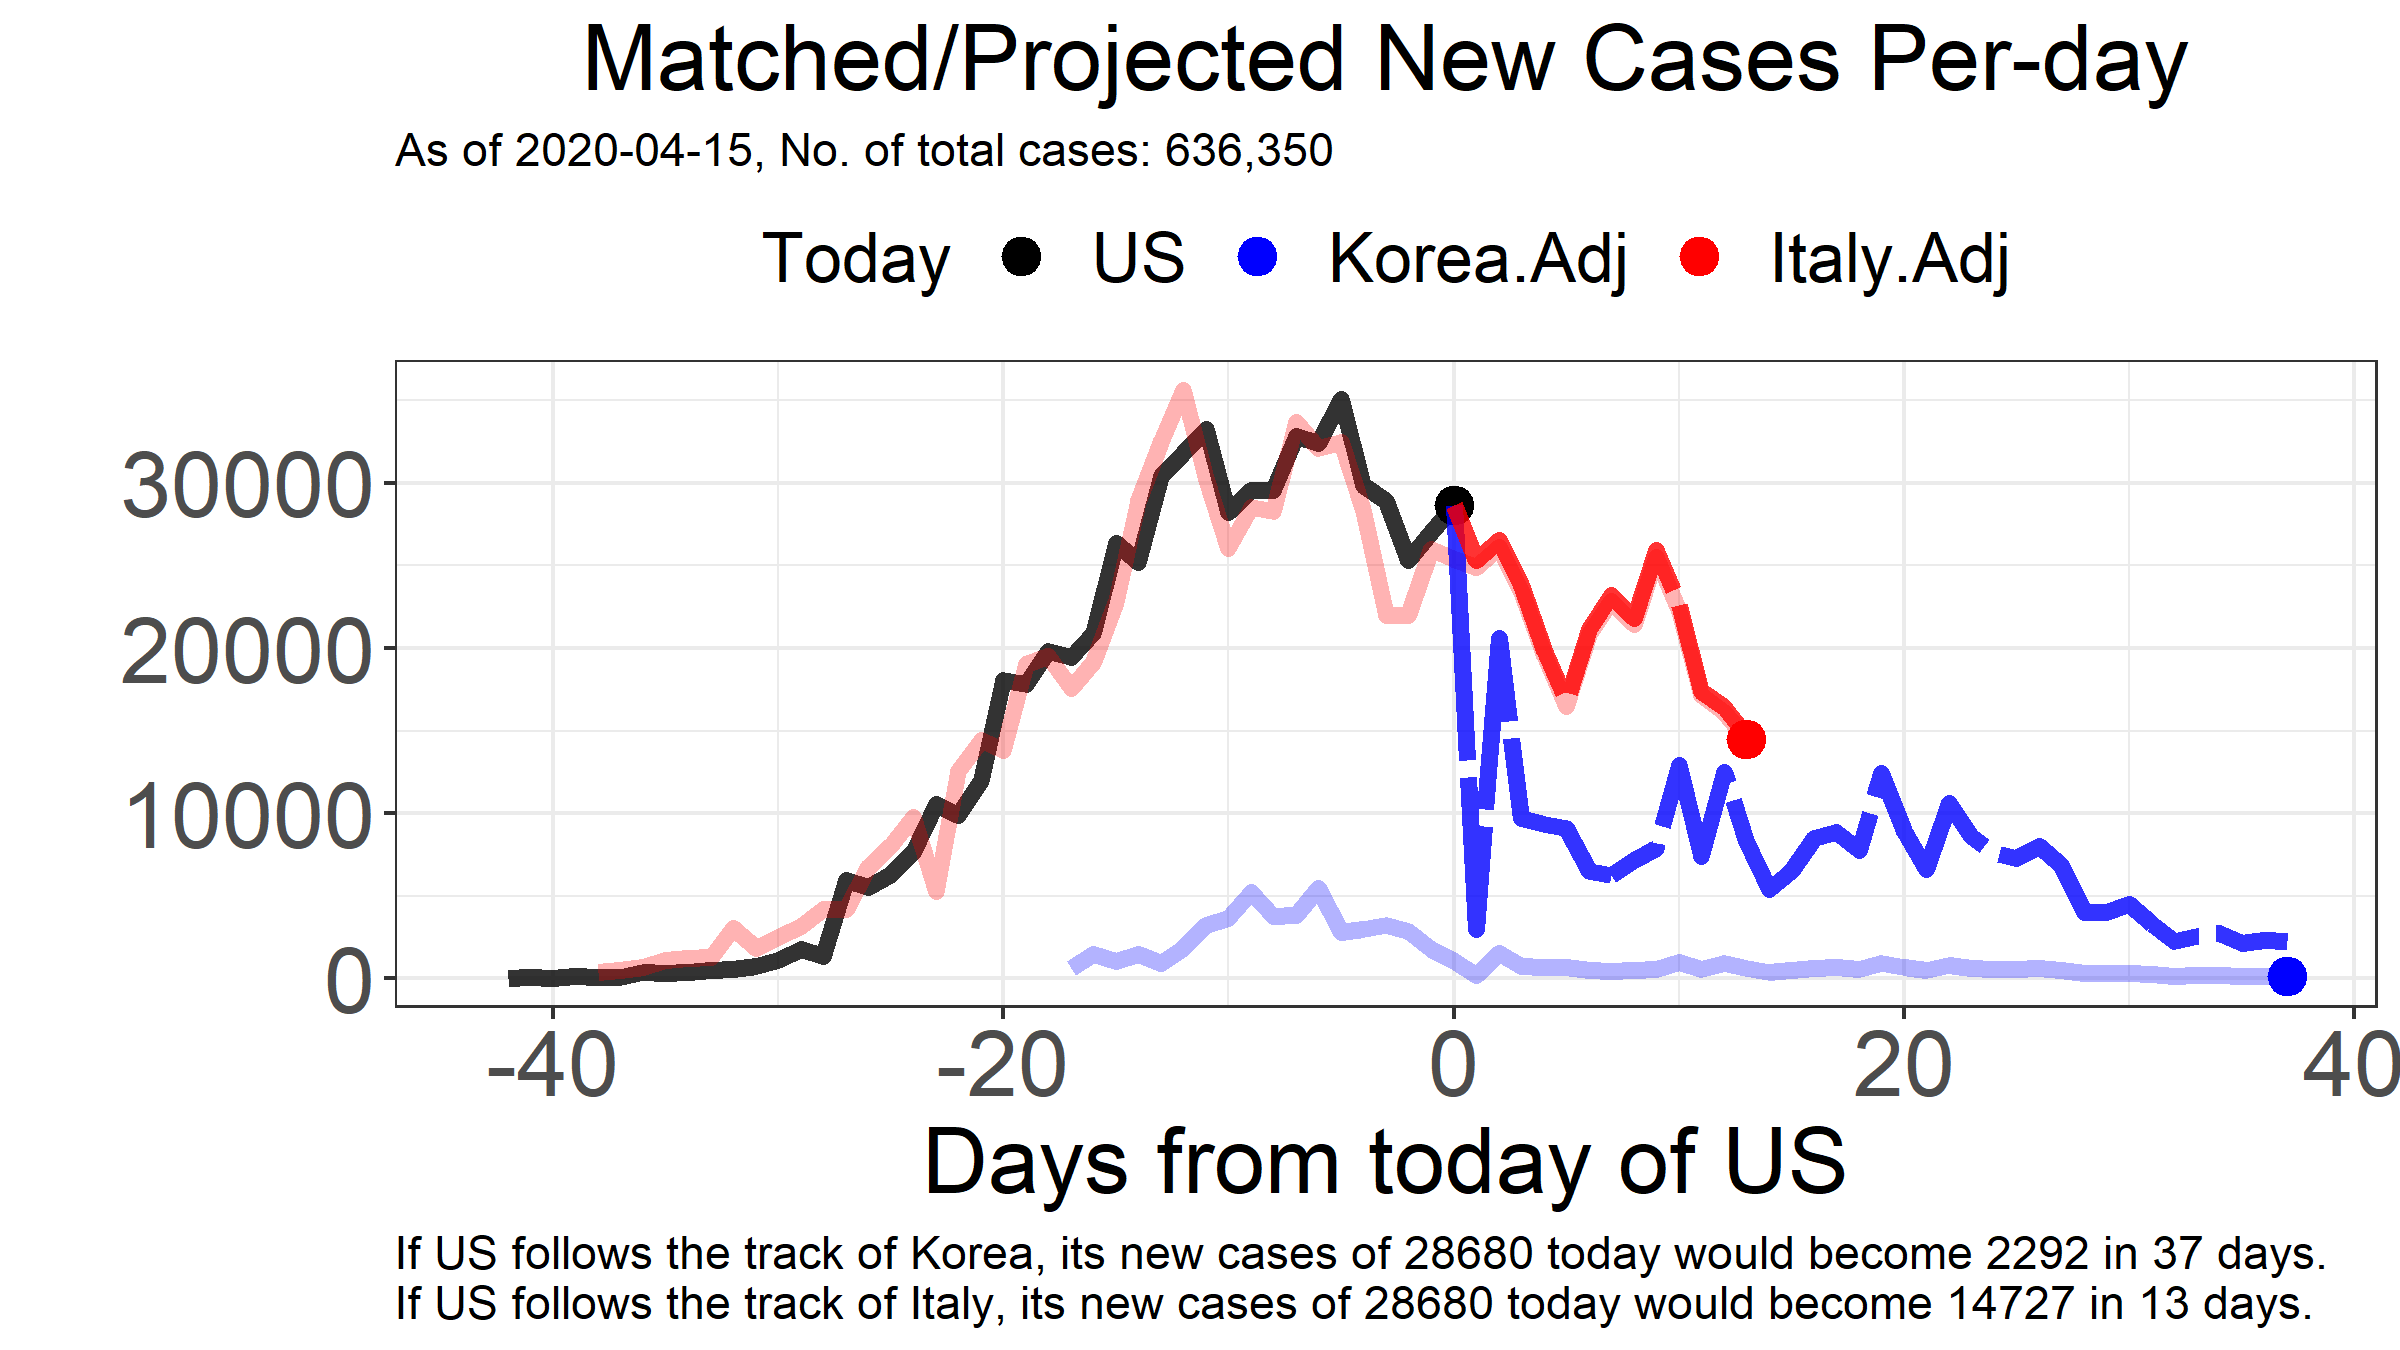 Matched/Projected New Cases Per-day
As of 2020-04-15, No. of total cases: 636,350
Today US Korea.Adj Italy.Adj
30000
20000
10000
0
-40 -20 0 20 40
Days from today of US
If US follows the track of Korea, its new cases of 28680 today would become 2292 in 37 days.
If US follows the track of Italy, its new cases of 28680 today would become 14727 in 13 days.